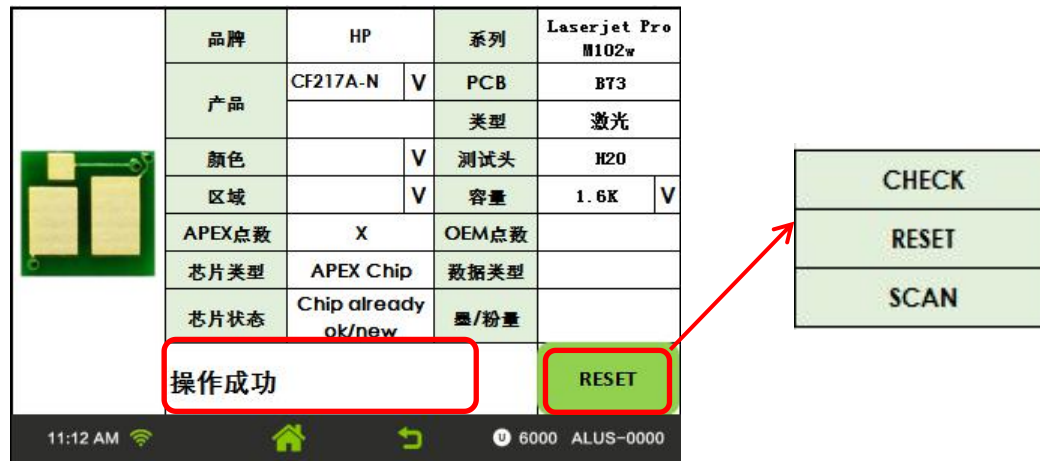 品牌 HP 系列 Laserjet Pro
M102w
产品 CF217A-N V PCB B73
类型 激光
颜色 V 测试头 H20
区域 V 容量 1.6K V
APEX点数 X OEM点数
芯片类型 APEX Chip 数据类型
芯片状态 Chip already
ok/new 墨/粉量
操作成功 RESET
11:12 AM U 6000 ALUS-0000
CHECK
RESET
SCAN